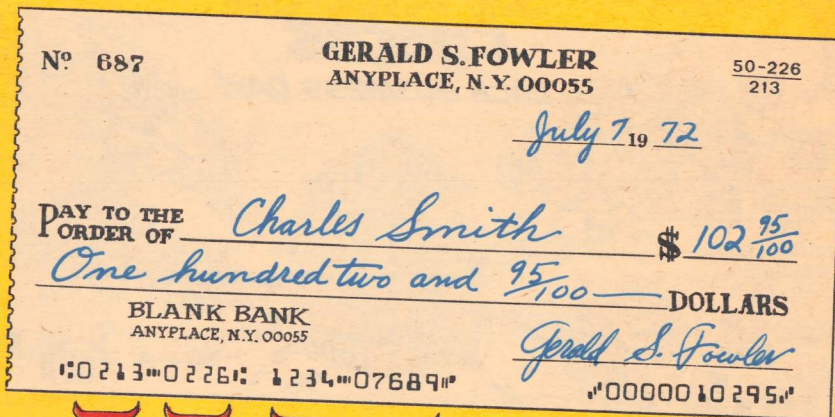 Nº 687
GERALD S. FOWLER
ANYPLACE, N.Y. 00055
50-226
213
July 7 19 72
PAY TO THE
ORDER OF Charles Smith $ 102 95/100
One hundred two and 95/100 DOLLARS
BLANK BANK
ANYPLACE, N.Y. 00055
Gerald S. Fowler
⑆0213⑉0226⑆ 1234⑉07689⑈ ⑇0000010295⑇